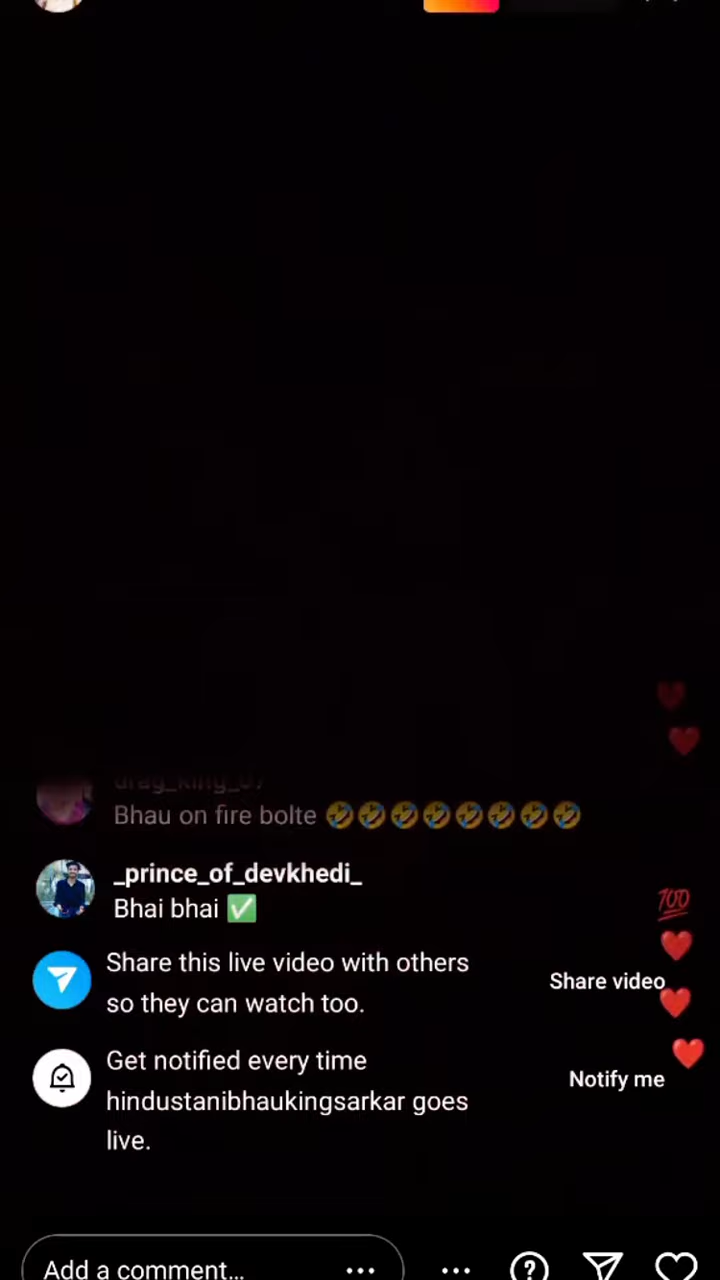 Bhau on fire bolte 🤣🤣🤣🤣🤣🤣🤣🤣
_prince_of_devkhedi_
Bhai bhai ✅
Share this live video with others
so they can watch too.
Share video
Get notified every time
hindustanibhaukingsarkar goes
live.
Notify me
Add a comment...